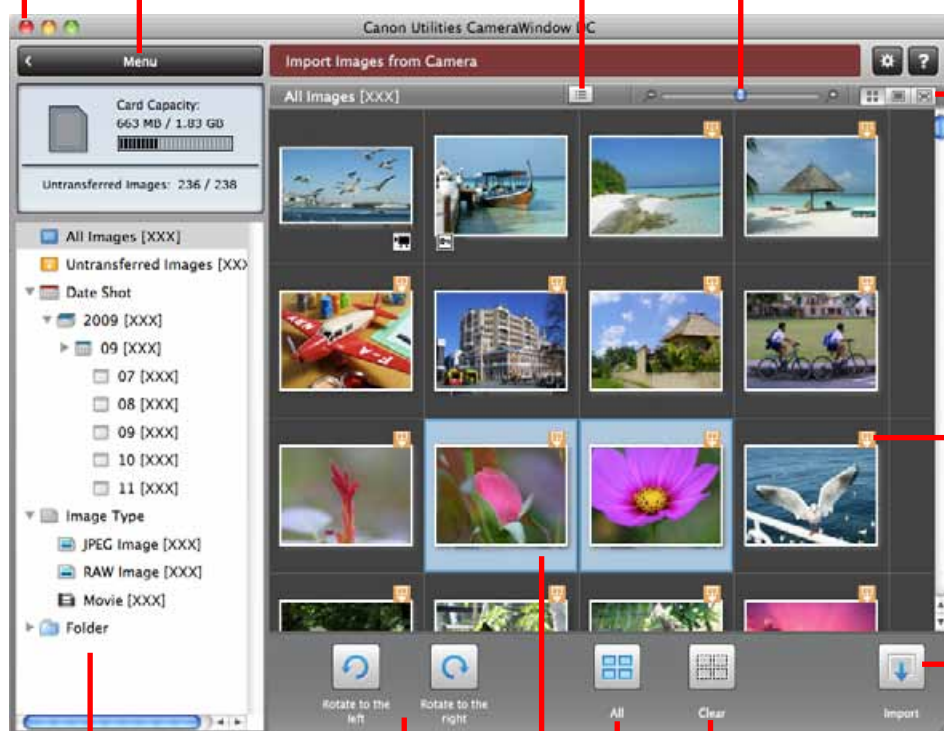 Canon Utilities CameraWindow DC
Menu
Import Images from Camera
?
Card Capacity:
663 MB / 1.83 GB
Untransferred Images: 236 / 238
All Images [XXX]
All Images [XXX]
Untransferred Images [XXX
Date Shot
2009 [XXX]
09 [XXX]
07 [XXX]
08 [XXX]
09 [XXX]
10 [XXX]
11 [XXX]
Image Type
JPEG Image [XXX]
RAW Image [XXX]
Movie [XXX]
Folder
Rotate to the
left
Rotate to the
right
All
Clear
Import